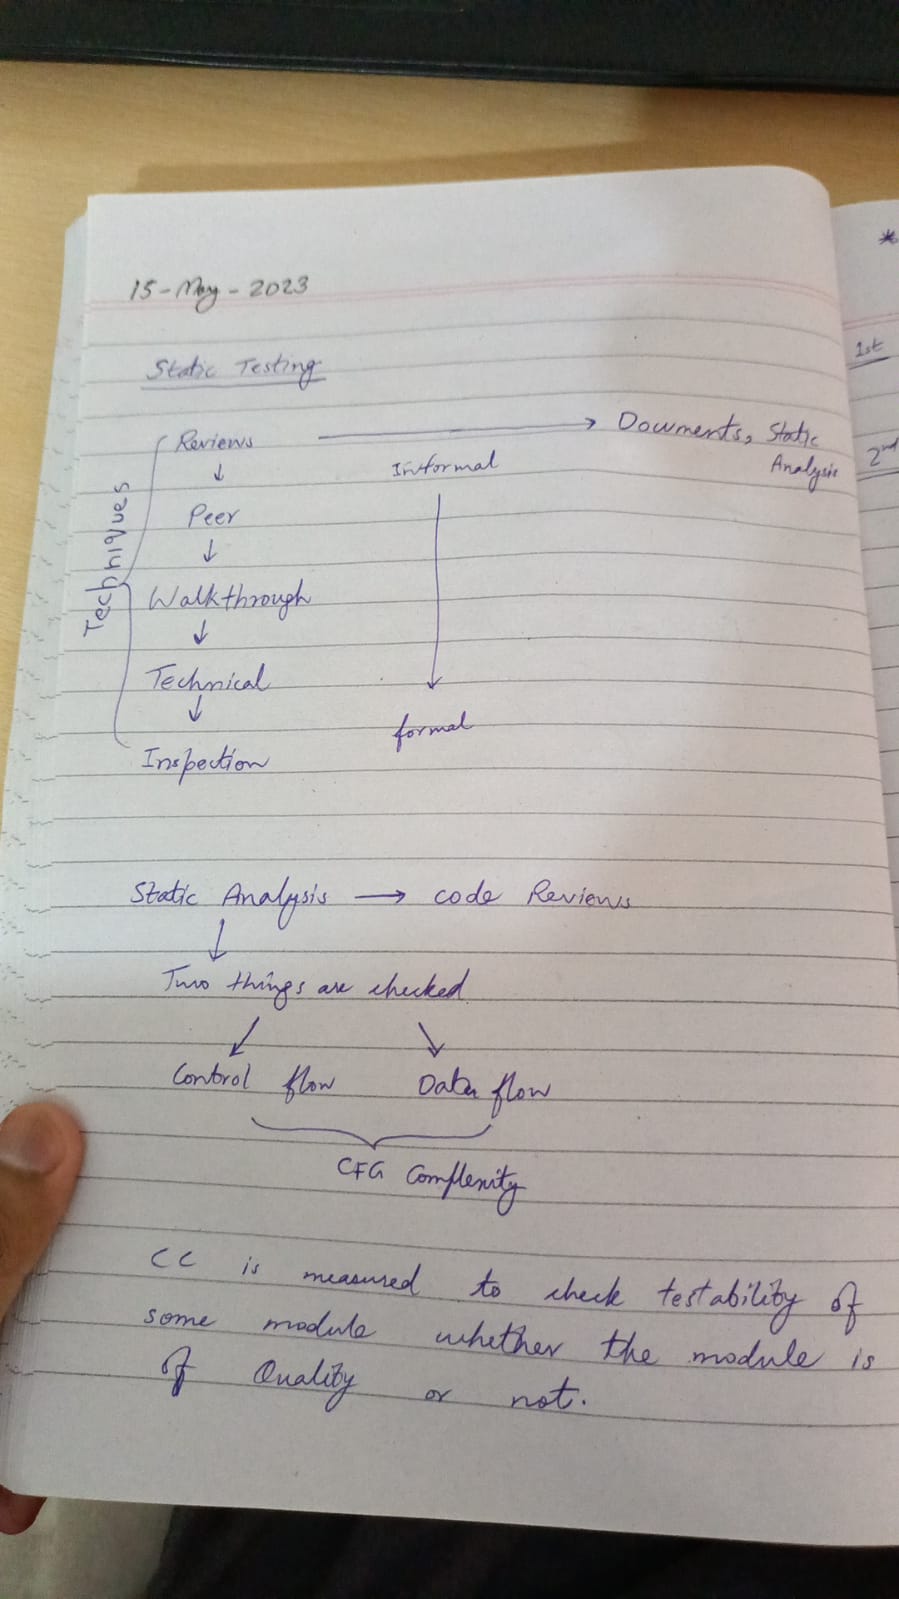 15-May-2023
Static Testing
Techniques
Reviews → Documents, Static
Analysis
↓ Informal
Peer
↓
Walkthrough
↓
Technical
↓ formal
Inspection
Static Analysis → code Reviews
↓
Two things are checked
Control flow Data flow
CFG Complexity
CC is measured to check testability of
some module whether the module is
of Quality or not.
*
1st
2nd